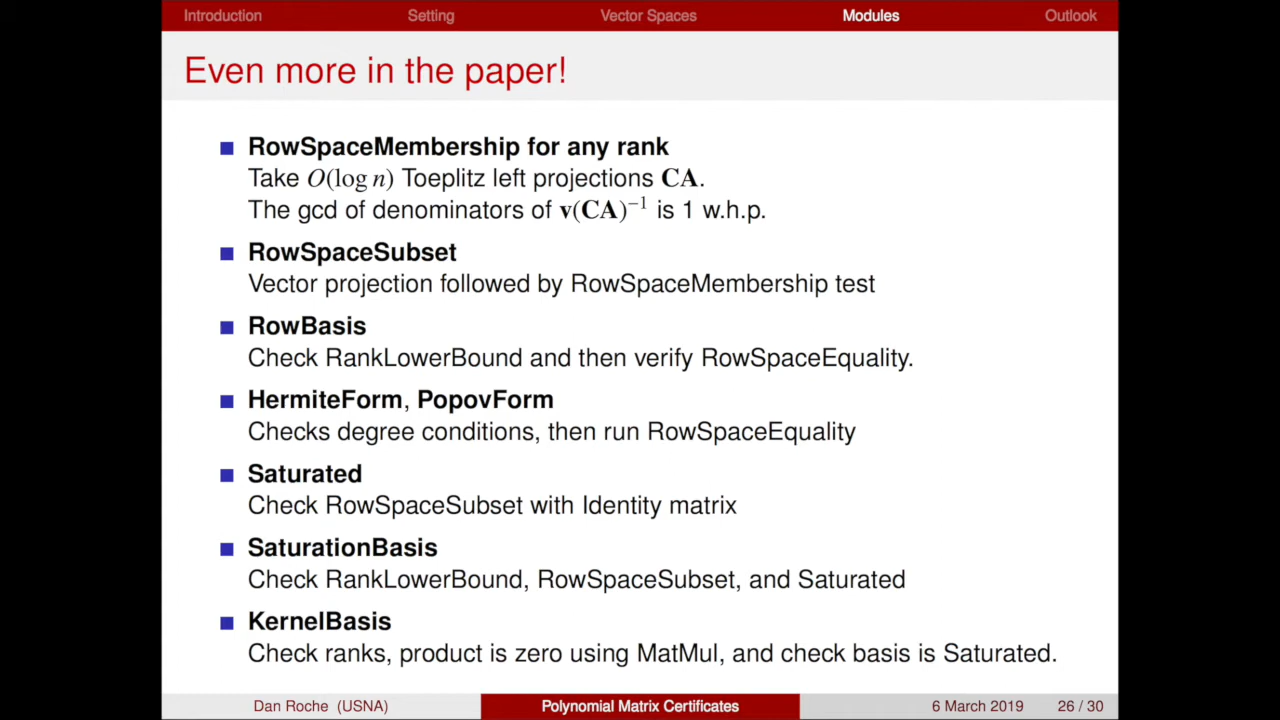 Introduction Setting Vector Spaces Modules Outlook
Even more in the paper!
RowSpaceMembership for any rank
Take O(log n) Toeplitz left projections CA.
The gcd of denominators of v(CA)⁻¹ is 1 w.h.p.
RowSpaceSubset
Vector projection followed by RowSpaceMembership test
RowBasis
Check RankLowerBound and then verify RowSpaceEquality.
HermiteForm, PopovForm
Checks degree conditions, then run RowSpaceEquality
Saturated
Check RowSpaceSubset with Identity matrix
SaturationBasis
Check RankLowerBound, RowSpaceSubset, and Saturated
KernelBasis
Check ranks, product is zero using MatMul, and check basis is Saturated.
Dan Roche (USNA) Polynomial Matrix Certificates 6 March 2019 26 / 30